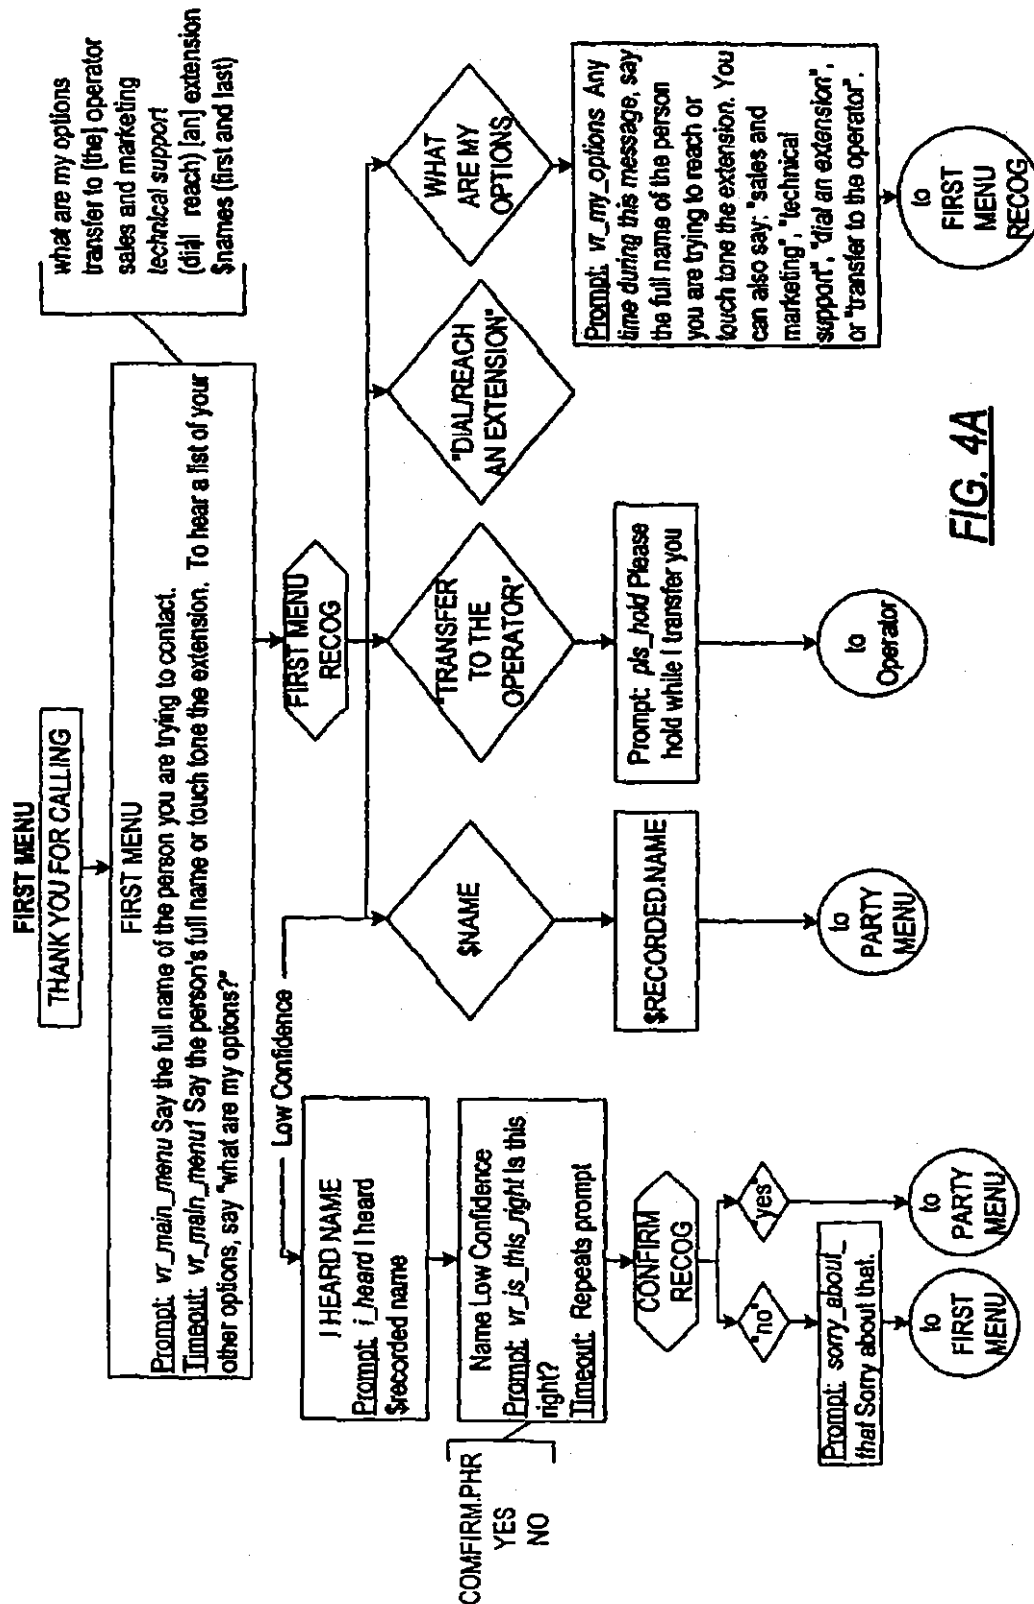 FIRST MENU
THANK YOU FOR CALLING
FIRST MENU
Prompt: vr_main_menu Say the full name of the person you are trying to contact.
Timeout: vr_main_menu1 Say the person's full name or touch tone the extension. To hear a list of your
other options, say "what are my options?"
what are my options
transfer to [the] operator
sales and marketing
technical support
(dial reach) [an] extension
$names (first and last)
FIRST MENU
RECOG
Low Confidence
I HEARD NAME
Prompt: i_heard I heard
$recorded name
Name Low Confidence
Prompt: vr_is_this_right Is this
right?
Timeout: Repeats prompt
COMFIRM.PHR
YES
NO
CONFIRM
RECOG
"no"
"yes"
Prompt: sorry_about_
that Sorry about that.
to
FIRST
MENU
to
PARTY
MENU
$NAME
$RECORDED.NAME
to
PARTY
MENU
"TRANSFER
TO THE
OPERATOR"
Prompt: pls_hold Please
hold while I transfer you
to
Operator
"DIAL/REACH
AN EXTENSION"
WHAT
ARE MY
OPTIONS
Prompt: vr_my_options Any
time during this message, say
the full name of the person
you are trying to reach or
touch tone the extension. You
can also say: "sales and
marketing", "technical
support", "dial an extension",
or "transfer to the operator".
to
FIRST
MENU
RECOG
FIG. 4A